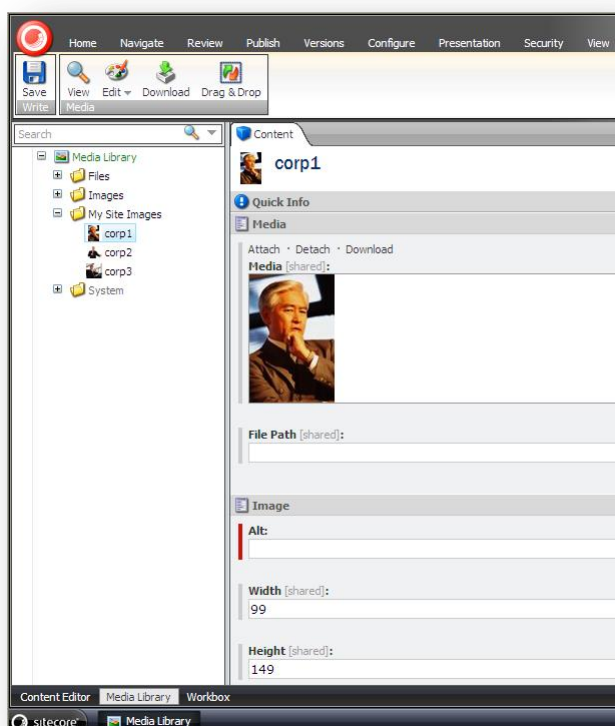 Home Navigate Review Publish Versions Configure Presentation Security View
Save View Edit Download Drag & Drop
Write Media
Search
Content
Media Library
Files
Images
My Site Images
corp1
corp2
corp3
System
corp1
Quick Info
Media
Attach · Detach · Download
Media [shared]:
File Path [shared]:
Image
Alt:
Width [shared]:
99
Height [shared]:
149
Content Editor Media Library Workbox
sitecore Media Library